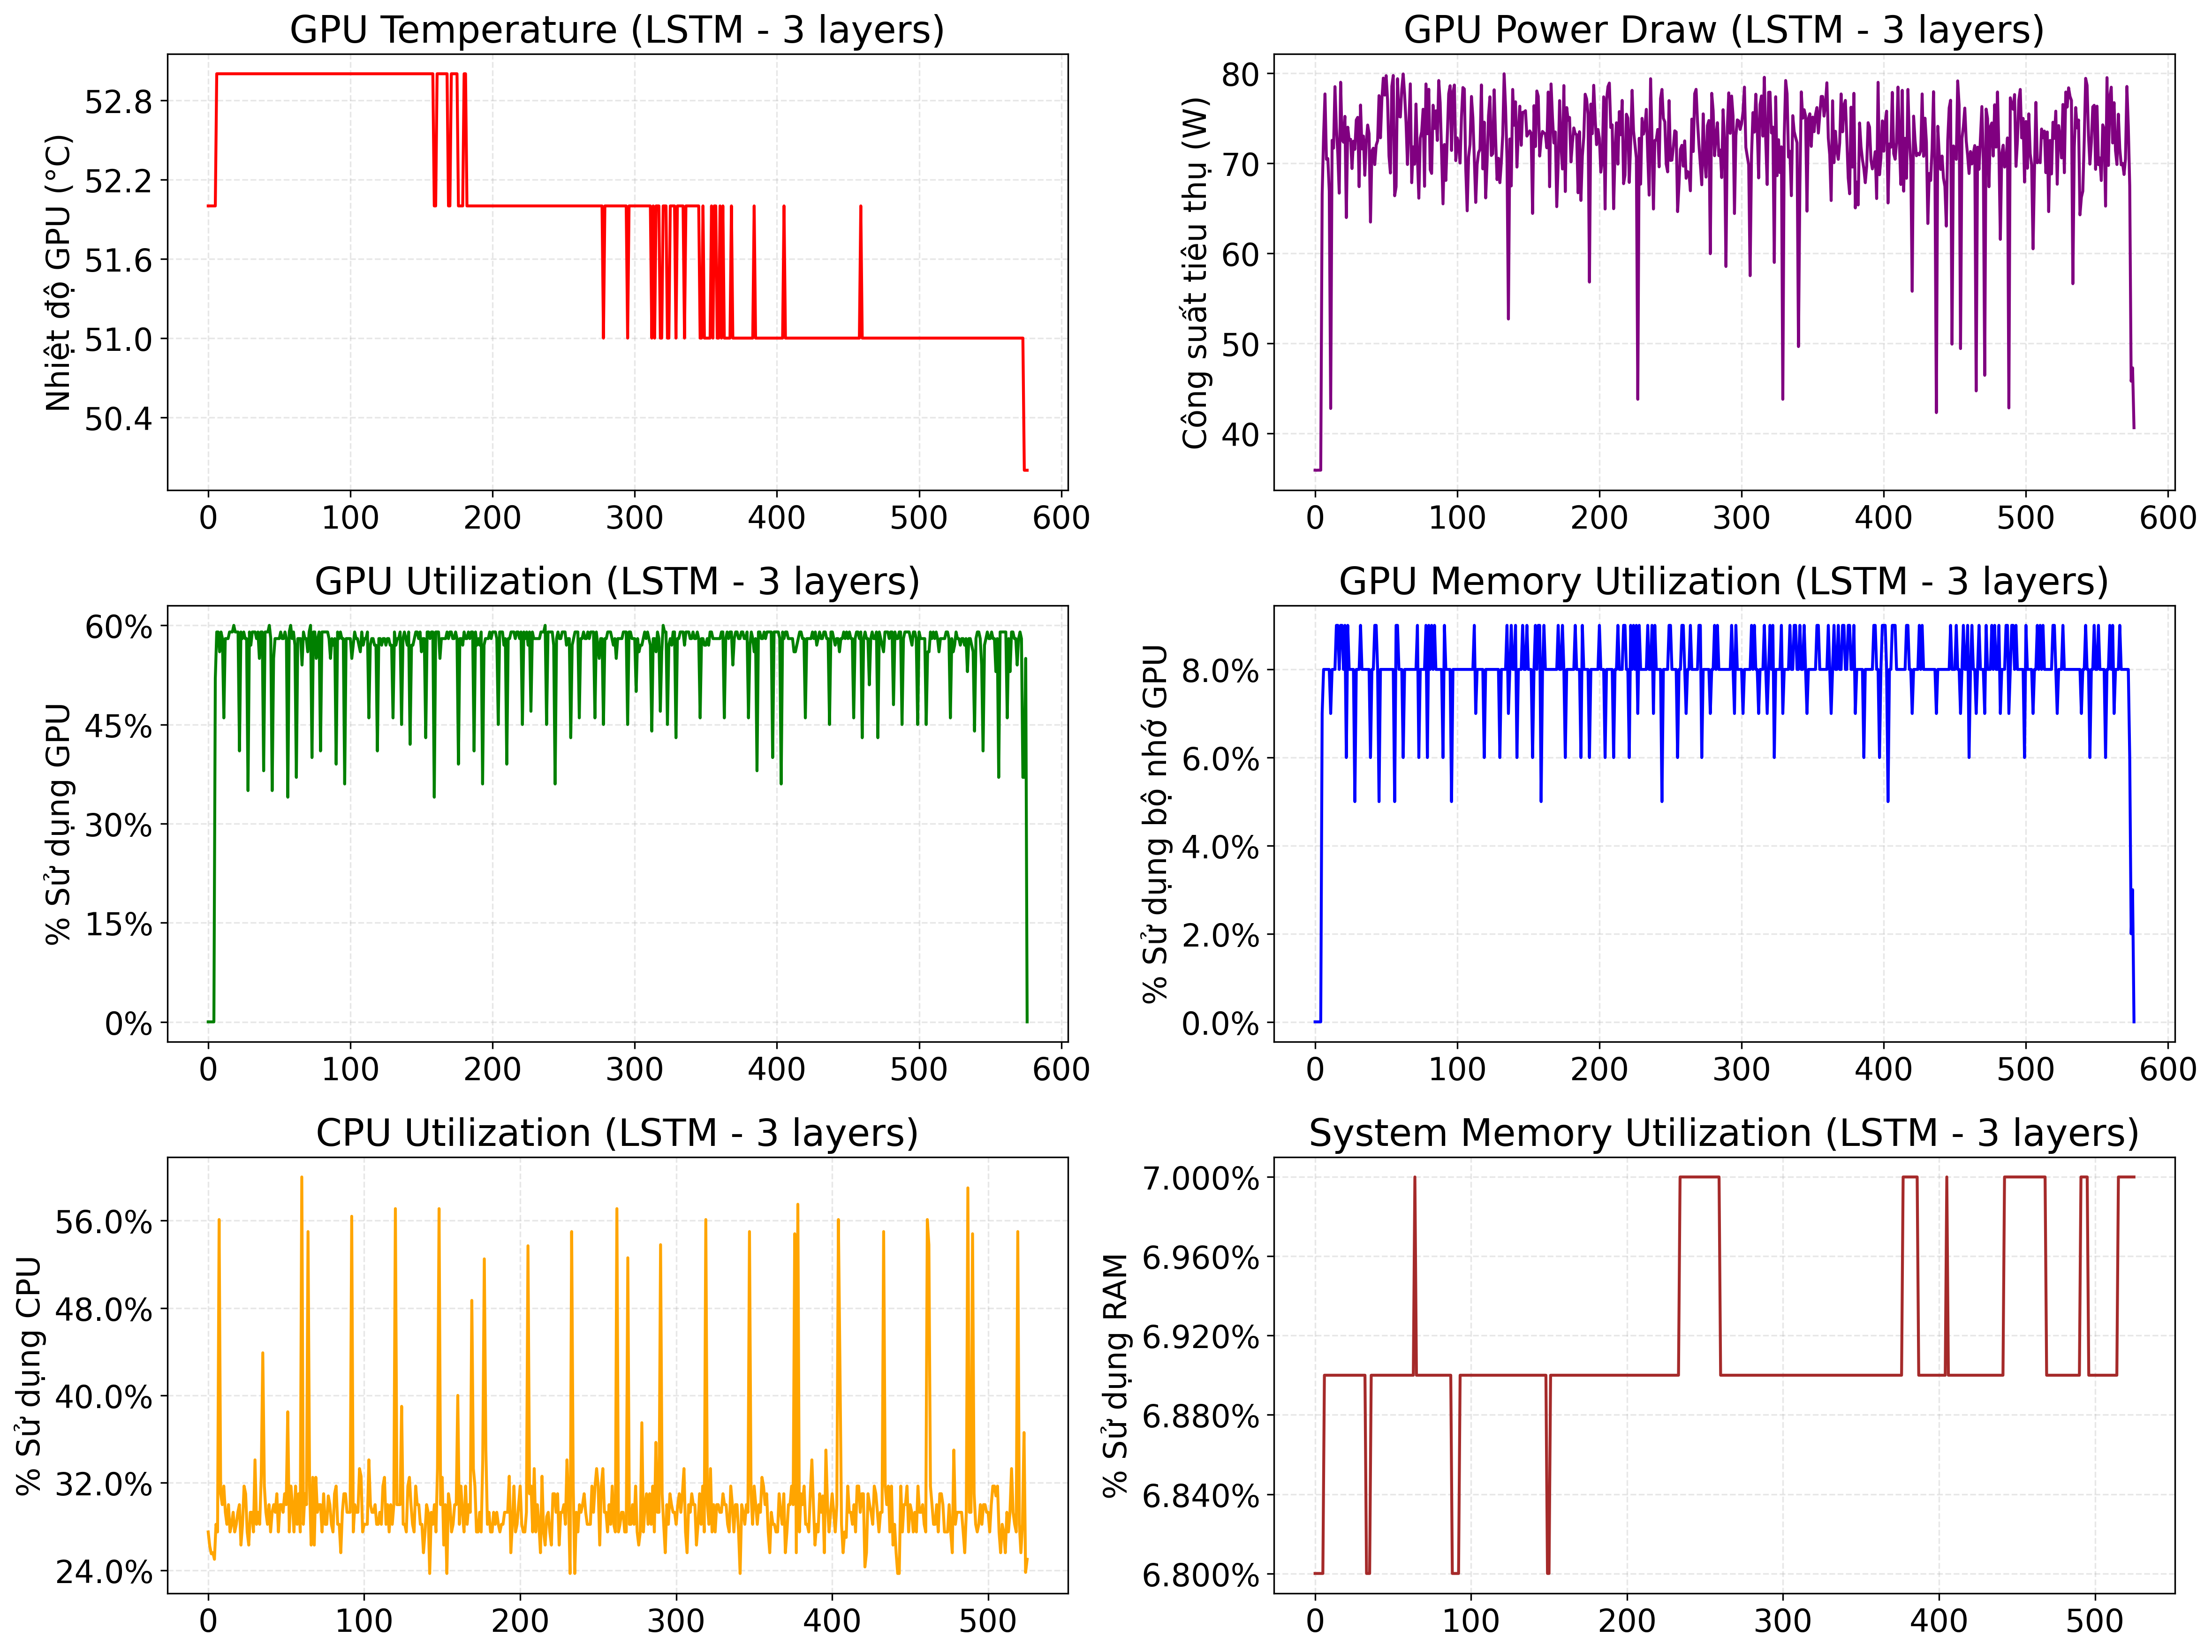 GPU Temperature (LSTM - 3 layers)
Nhiệt độ GPU (°C)
52.8
52.2
51.6
51.0
50.4
0 100 200 300 400 500 600
GPU Power Draw (LSTM - 3 layers)
Công suất tiêu thụ (W)
80
70
60
50
40
0 100 200 300 400 500 600
GPU Utilization (LSTM - 3 layers)
% Sử dụng GPU
60%
45%
30%
15%
0%
0 100 200 300 400 500 600
GPU Memory Utilization (LSTM - 3 layers)
% Sử dụng bộ nhớ GPU
8.0%
6.0%
4.0%
2.0%
0.0%
0 100 200 300 400 500 600
CPU Utilization (LSTM - 3 layers)
% Sử dụng CPU
56.0%
48.0%
40.0%
32.0%
24.0%
0 100 200 300 400 500
System Memory Utilization (LSTM - 3 layers)
% Sử dụng RAM
7.000%
6.960%
6.920%
6.880%
6.840%
6.800%
0 100 200 300 400 500